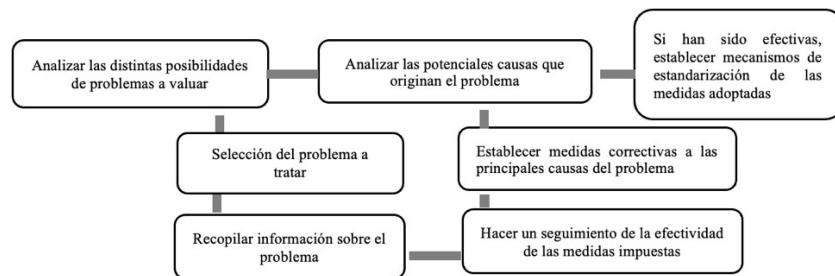 Analizar las distintas posibilidades
de problemas a valuar
Analizar las potenciales causas que
originan el problema
Si han sido efectivas,
establecer mecanismos de
estandarización de las
medidas adoptadas
Selección del problema a
tratar
Establecer medidas correctivas a las
principales causas del problema
Recopilar información sobre el
problema
Hacer un seguimiento de la efectividad
de las medidas impuestas